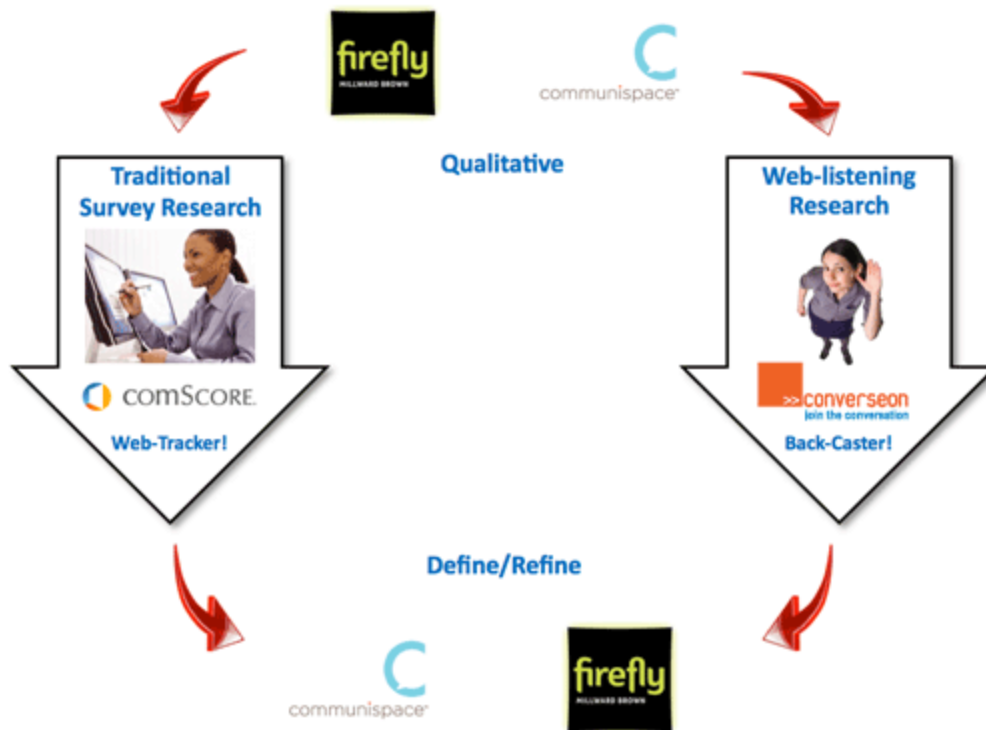 firefly
MILLWARD BROWN
communispace
Qualitative
Traditional
Survey Research
comScore.
Web-Tracker!
Web-listening
Research
>>converseon
join the conversation
Back-Caster!
Define/Refine
communispace
firefly
MILLWARD BROWN